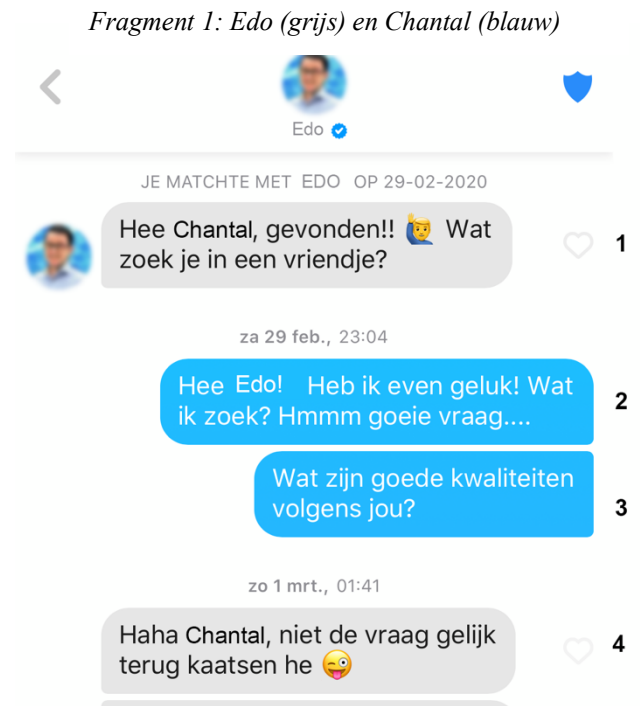 Fragment 1: Edo (grijs) en Chantal (blauw)
Edo
JE MATCHTE MET EDO OP 29-02-2020
Hee Chantal, gevonden!! 🙋‍♂️ Wat
zoek je in een vriendje?
1
za 29 feb., 23:04
Hee Edo! Heb ik even geluk! Wat
ik zoek? Hmmm goeie vraag....
2
Wat zijn goede kwaliteiten
volgens jou?
3
zo 1 mrt., 01:41
Haha Chantal, niet de vraag gelijk
terug kaatsen he 😜
4